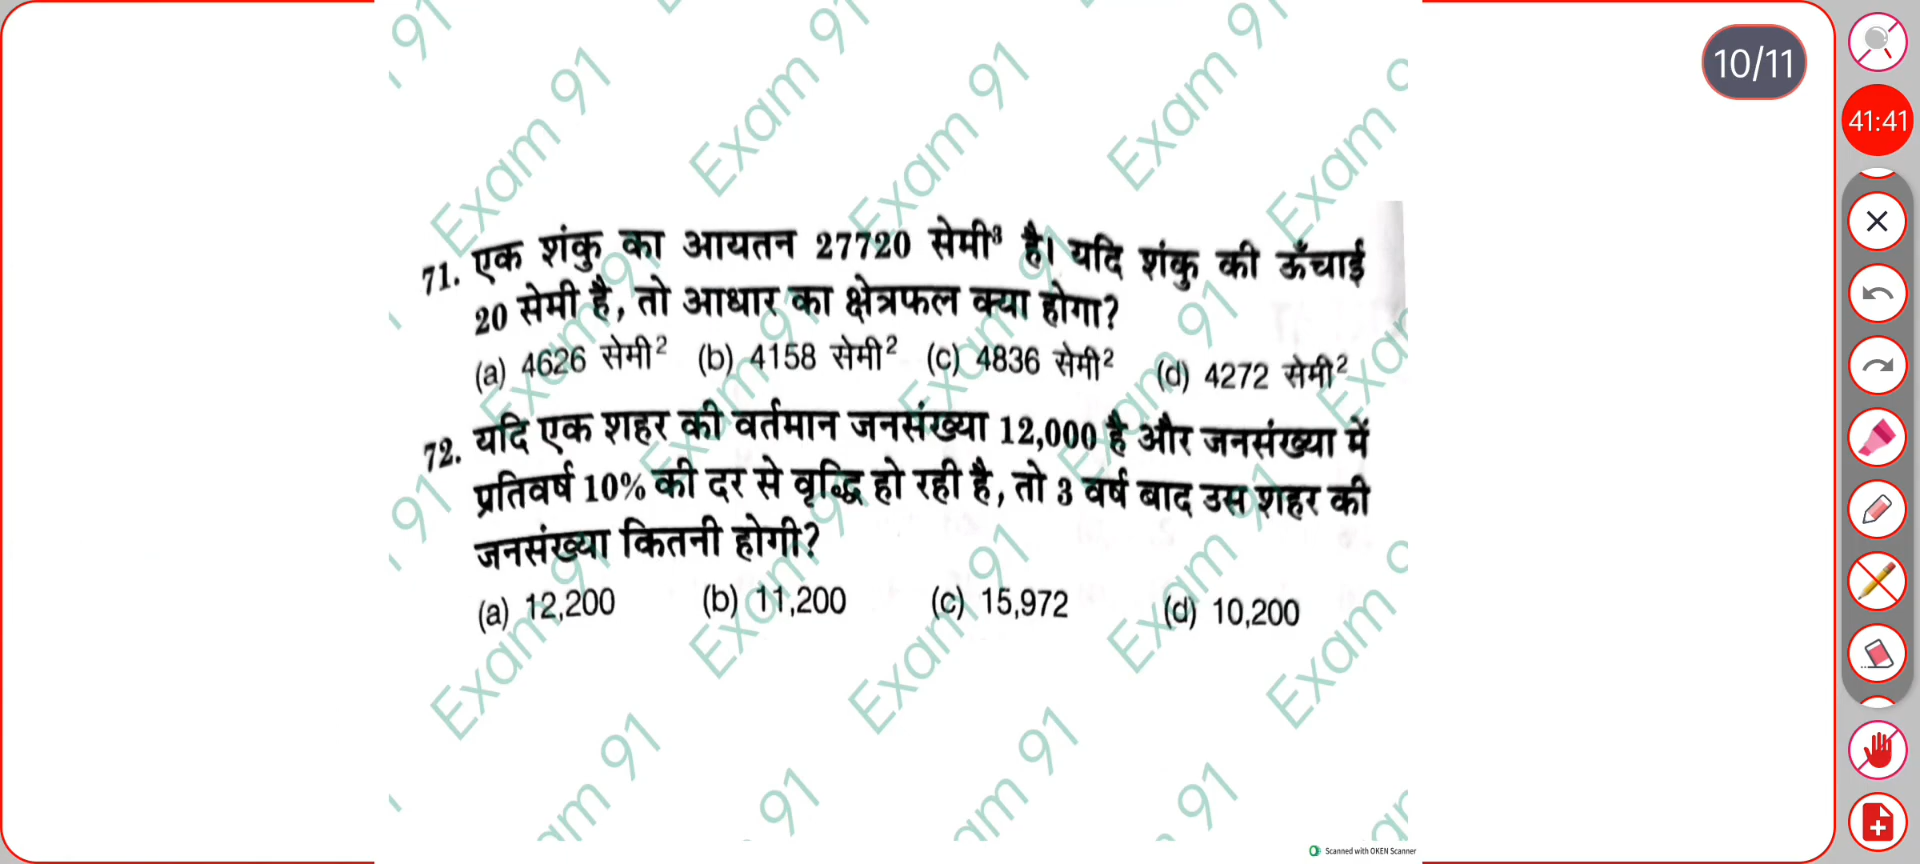 10/11
41:41
71. एक शंकु का आयतन 27720 सेमी³ है। यदि शंकु की ऊँचाई
20 सेमी है, तो आधार का क्षेत्रफल क्या होगा?
(a) 4626 सेमी² (b) 4158 सेमी² (c) 4836 सेमी² (d) 4272 सेमी²
72. यदि एक शहर की वर्तमान जनसंख्या 12,000 है और जनसंख्या में
प्रतिवर्ष 10% की दर से वृद्धि हो रही है, तो 3 वर्ष बाद उस शहर की
जनसंख्या कितनी होगी?
(a) 12,200 (b) 11,200 (c) 15,972 (d) 10,200
Exam 91
Scanned with OKEN Scanner